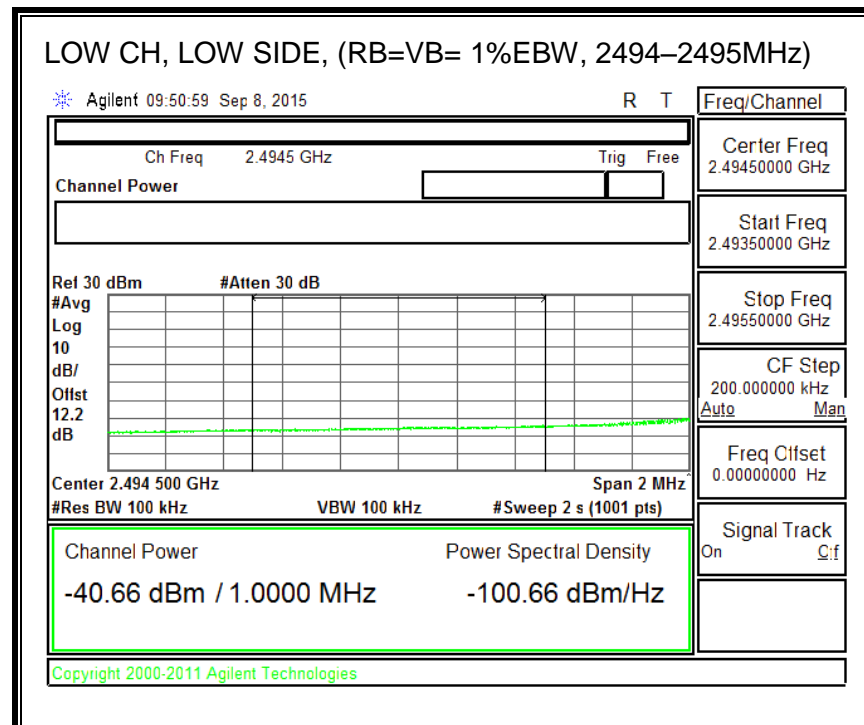 LOW CH, LOW SIDE, (RB=VB= 1%EBW, 2494–2495MHz)
Agilent 09:50:59 Sep 8, 2015 R T
Freq/Channel
Ch Freq 2.4945 GHz Trig Free
Channel Power
Center Freq
2.49450000 GHz
Start Freq
2.49350000 GHz
Stop Freq
2.49550000 GHz
CF Step
200.000000 kHz
Auto Man
Freq Offset
0.00000000 Hz
Signal Track
On Off
Ref 30 dBm #Atten 30 dB
#Avg
Log
10
dB/
Offst
12.2
dB
Center 2.494 500 GHz Span 2 MHz
#Res BW 100 kHz VBW 100 kHz #Sweep 2 s (1001 pts)
Channel Power Power Spectral Density
-40.66 dBm / 1.0000 MHz -100.66 dBm/Hz
Copyright 2000-2011 Agilent Technologies